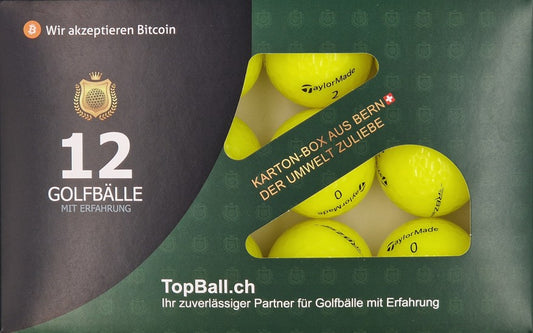 Wir akzeptieren Bitcoin
12
GOLFBÄLLE
MIT ERFAHRUNG
TaylorMade
2
KARTON-BOX AUS BERN
DER UMWELT ZULIEBE
0
TaylorMade
0
TopBall.ch
Ihr zuverlässiger Partner für Golfbälle mit Erfahrung